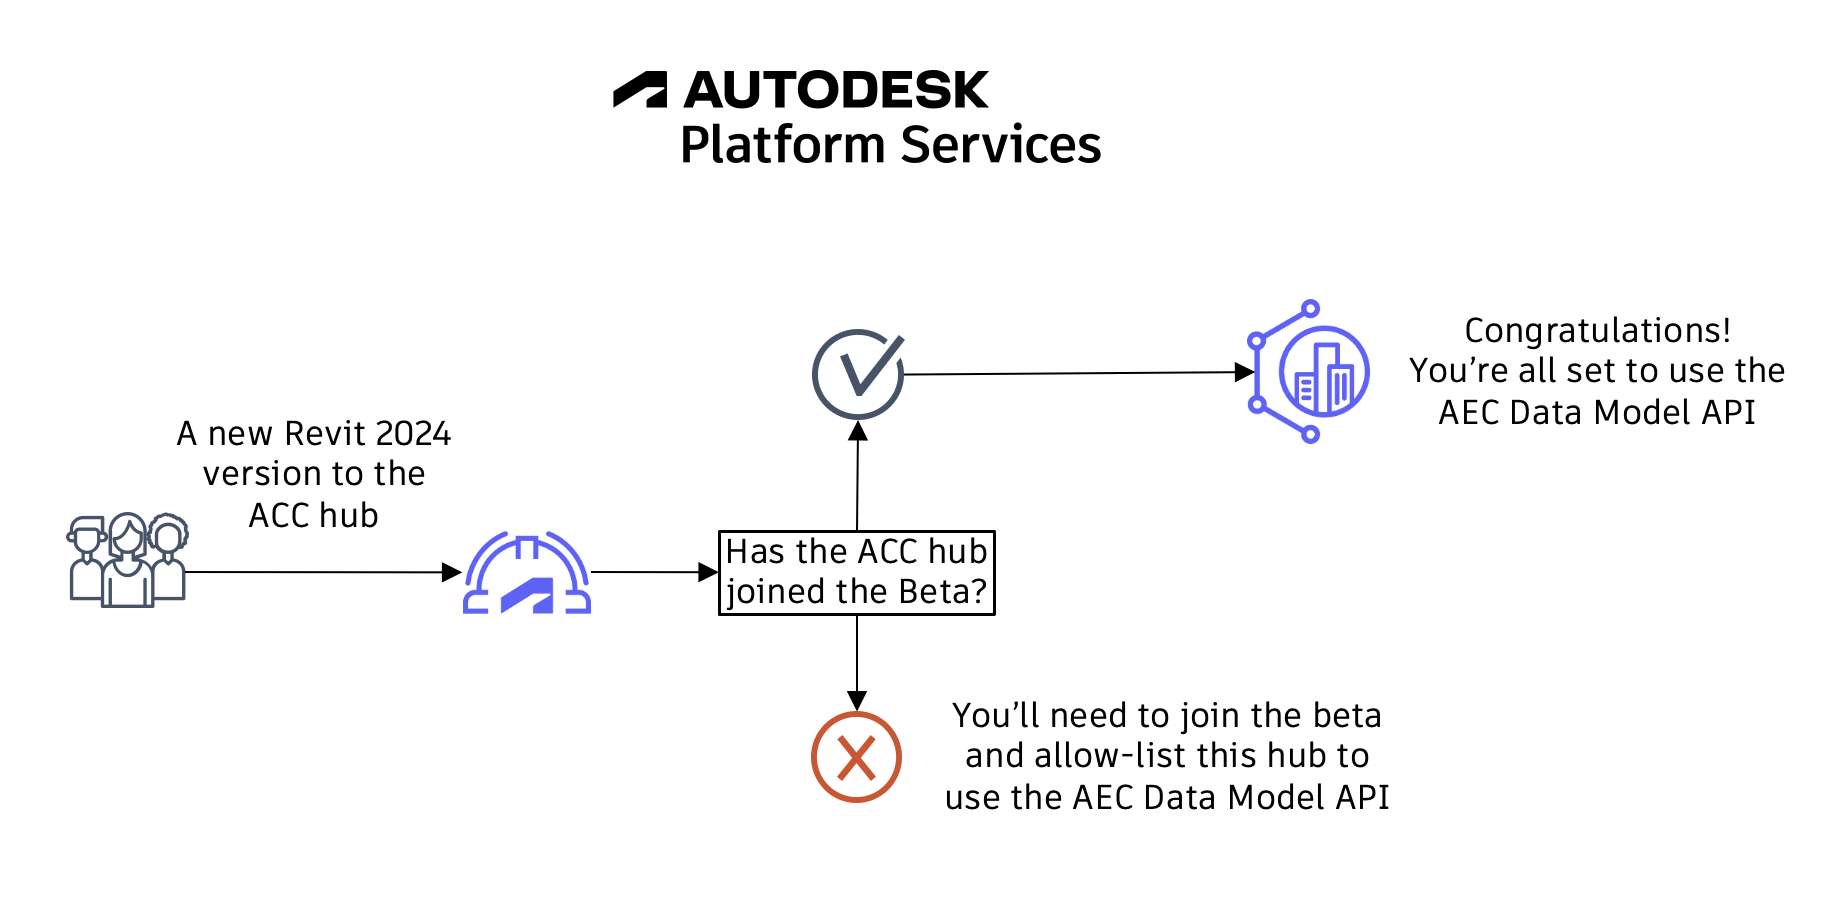 AUTODESK
Platform Services
Congratulations!
You’re all set to use the
AEC Data Model API
A new Revit 2024
version to the
ACC hub
Has the ACC hub
joined the Beta?
You’ll need to join the beta
and allow-list this hub to
use the AEC Data Model API